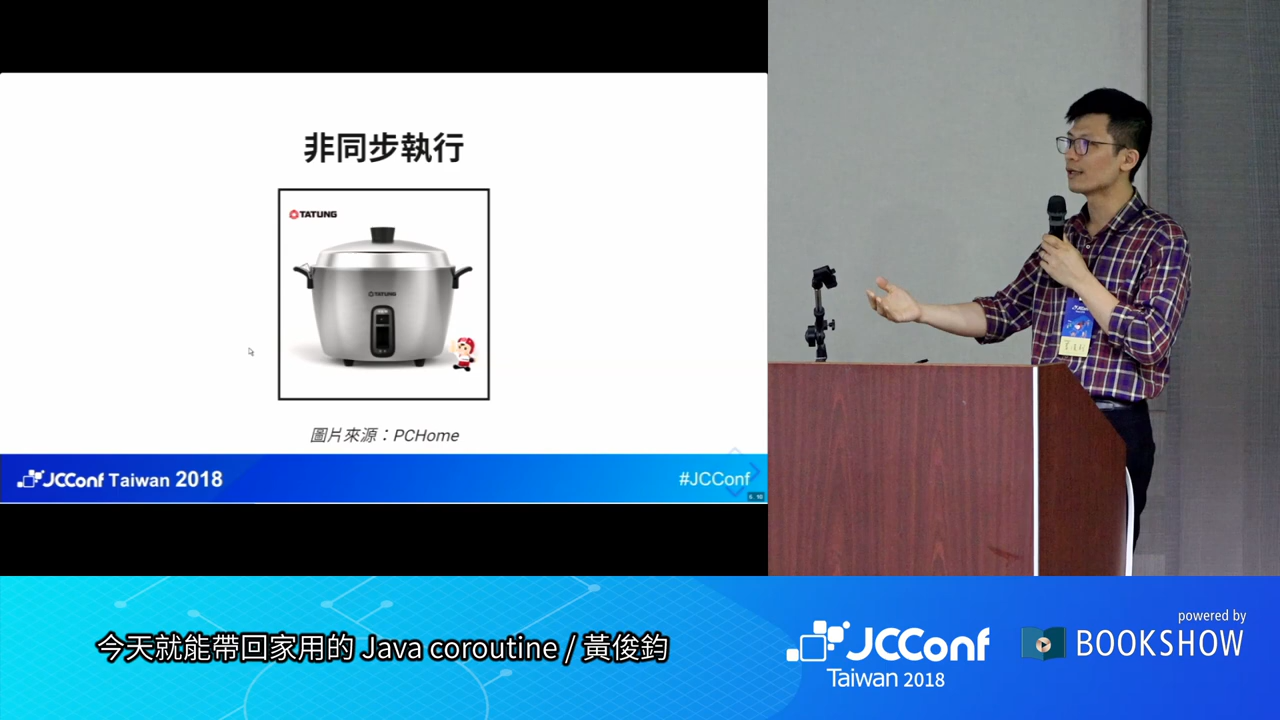 非同步執行
TATUNG
TATUNG
圖片來源：PCHome
JCConf Taiwan 2018
#JCConf
今天就能帶回家用的 Java coroutine / 黃俊鈞
JCConf
Taiwan 2018
powered by
BOOKSHOW